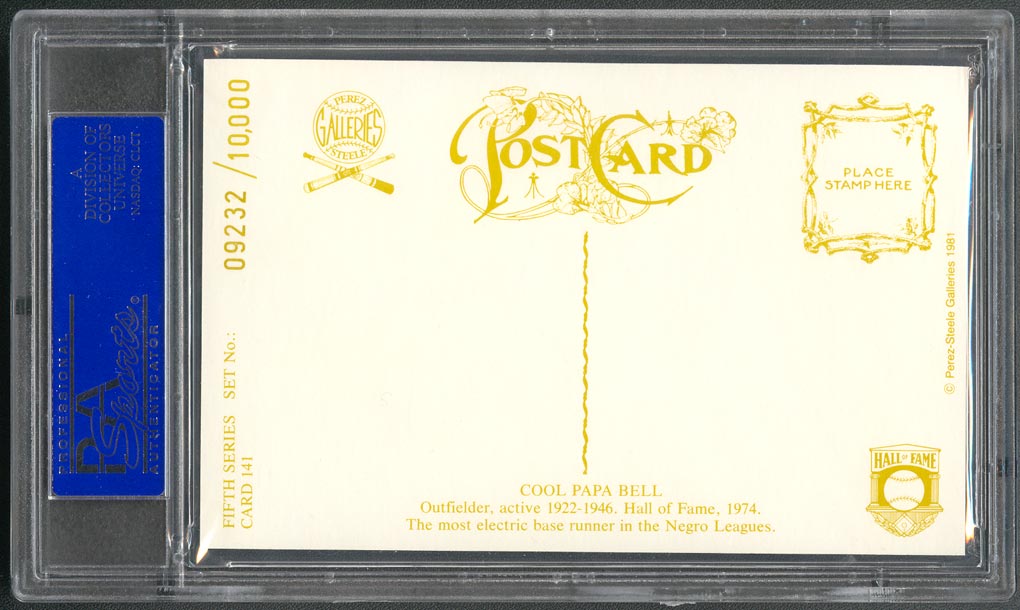 A
DIVISION OF
COLLECTORS
UNIVERSE
NASDAQ: CLCT
PROFESSIONAL
PSA
Sports
AUTHENTICATOR
©
09232 / 10,000
FIFTH SERIES SET No.:
CARD 141
PEREZ
GALLERIES
STEELE
POSTCARD
PLACE
STAMP HERE
© Perez-Steele Galleries 1981
COOL PAPA BELL
Outfielder, active 1922-1946. Hall of Fame, 1974.
The most electric base runner in the Negro Leagues.
HALL OF FAME